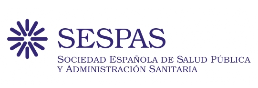 SESPAS
SOCIEDAD ESPAÑOLA DE SALUD PÚBLICA
Y ADMINISTRACIÓN SANITARIA